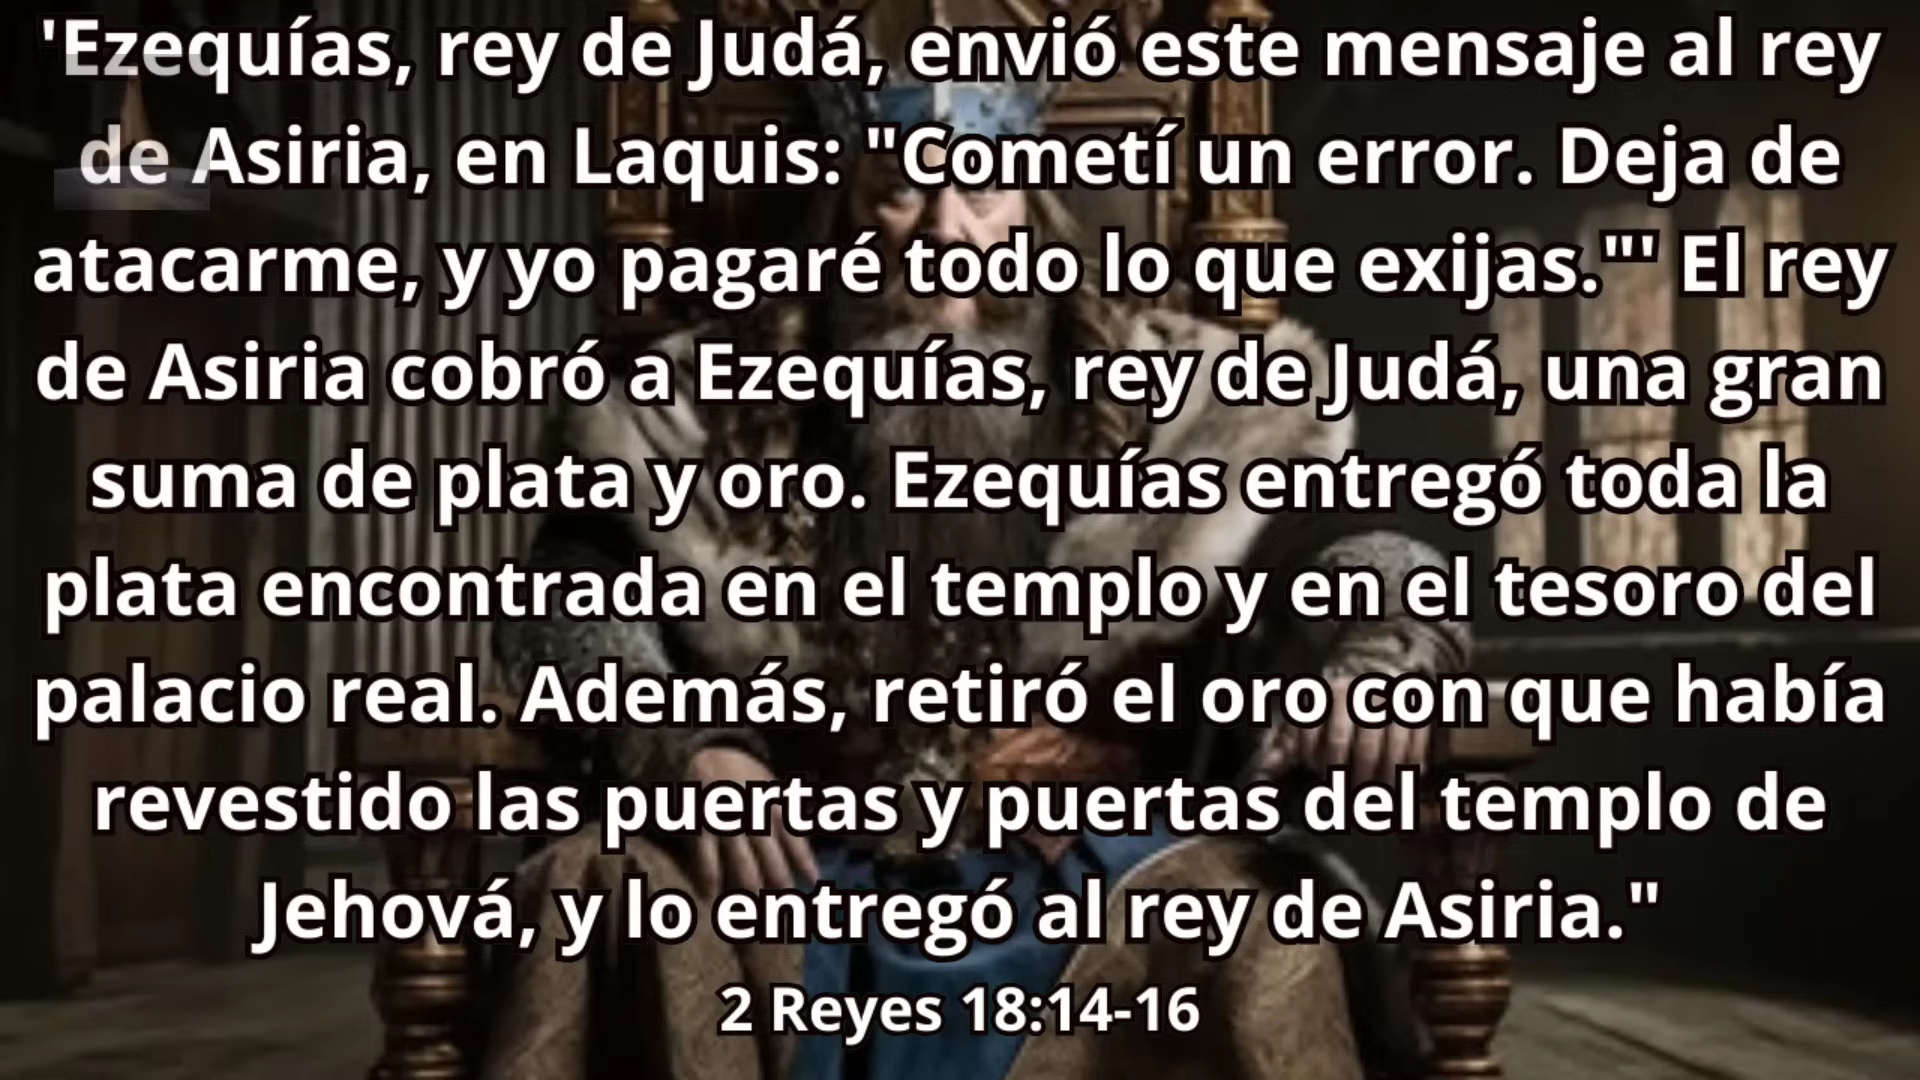 'Ezequías, rey de Judá, envió este mensaje al rey
de Asiria, en Laquis: "Cometí un error. Deja de
atacarme, y yo pagaré todo lo que exijas."' El rey
de Asiria cobró a Ezequías, rey de Judá, una gran
suma de plata y oro. Ezequías entregó toda la
plata encontrada en el templo y en el tesoro del
palacio real. Además, retiró el oro con que había
revestido las puertas y puertas del templo de
Jehová, y lo entregó al rey de Asiria."
2 Reyes 18:14-16